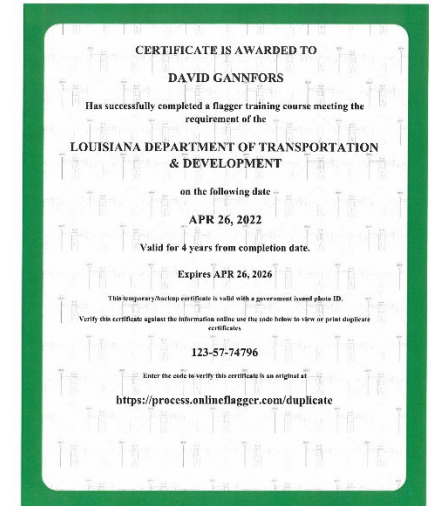 CERTIFICATE IS AWARDED TO
DAVID GANNFORS
Has successfully completed a flagger training course meeting the
requirement of the
LOUISIANA DEPARTMENT OF TRANSPORTATION
& DEVELOPMENT
on the following date
APR 26, 2022
Valid for 4 years from completion date.
Expires APR 26, 2026
This temporary/backup certificate is valid with a government issued photo ID.
Verify this certificate against the information online use the code below to view or print duplicate
certificates
123-57-74796
Enter the code to verify this certificate is an original at
https://process.onlineflagger.com/duplicate